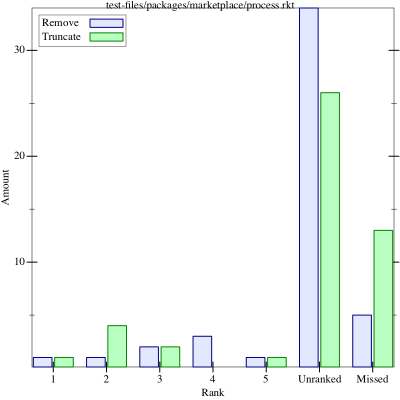 test-files/packages/marketplace/process.rkt
Remove
Truncate
30
20
10
Amount
1 2 3 4 5 Unranked Missed
Rank